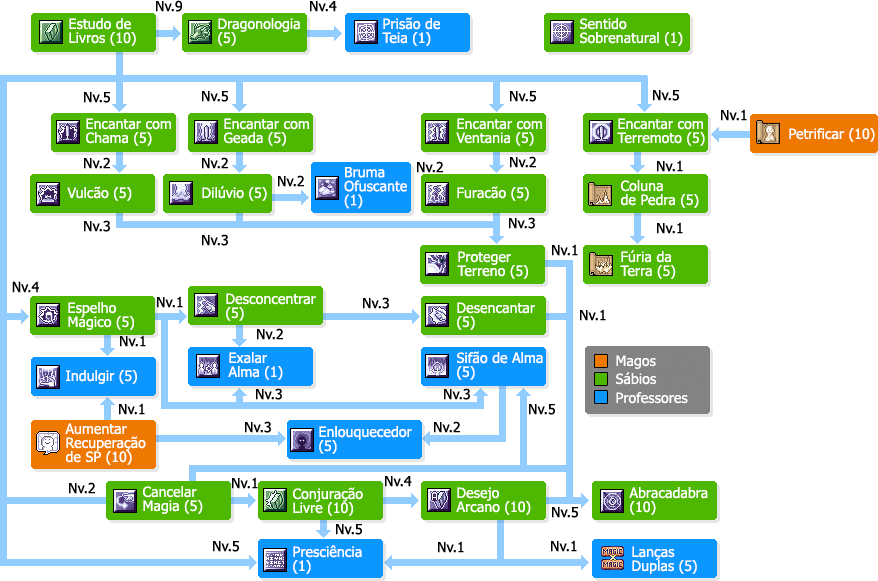 Nv.9
Nv.4
Estudo de
Livros (10)
Dragonologia
(5)
Prisão de
Teia (1)
Sentido
Sobrenatural (1)
Nv.5
Nv.5
Nv.5
Nv.5
Nv.1
Encantar com
Chama (5)
Encantar com
Geada (5)
Encantar com
Ventania (5)
Encantar com
Terremoto (5)
Petrificar (10)
Nv.2
Nv.2
Nv.2
Nv.2
Nv.2
Nv.1
Vulcão (5)
Dilúvio (5)
Bruma
Ofuscante
(1)
Furacão (5)
Coluna
de Pedra (5)
Nv.3
Nv.3
Nv.3
Nv.1
Nv.1
Proteger
Terreno (5)
Fúria da
Terra (5)
Nv.4
Nv.1
Nv.3
Nv.1
Espelho
Mágico (5)
Desconcentrar
(5)
Desencantar
(5)
Nv.1
Nv.2
Indulgir (5)
Exalar
Alma (1)
Sifão de Alma
(5)
Magos
Sábios
Professores
Nv.1
Nv.3
Nv.3
Nv.5
Aumentar
Recuperação
de SP (10)
Nv.3
Enlouquecedor
(5)
Nv.2
Nv.2
Nv.1
Nv.4
Nv.5
Cancelar
Magia (5)
Conjuração
Livre (10)
Desejo
Arcano (10)
Abracadabra
(10)
Nv.5
Nv.5
Nv.1
Nv.1
Presciência
(1)
MAGIC
MAGIC
Lanças
Duplas (5)